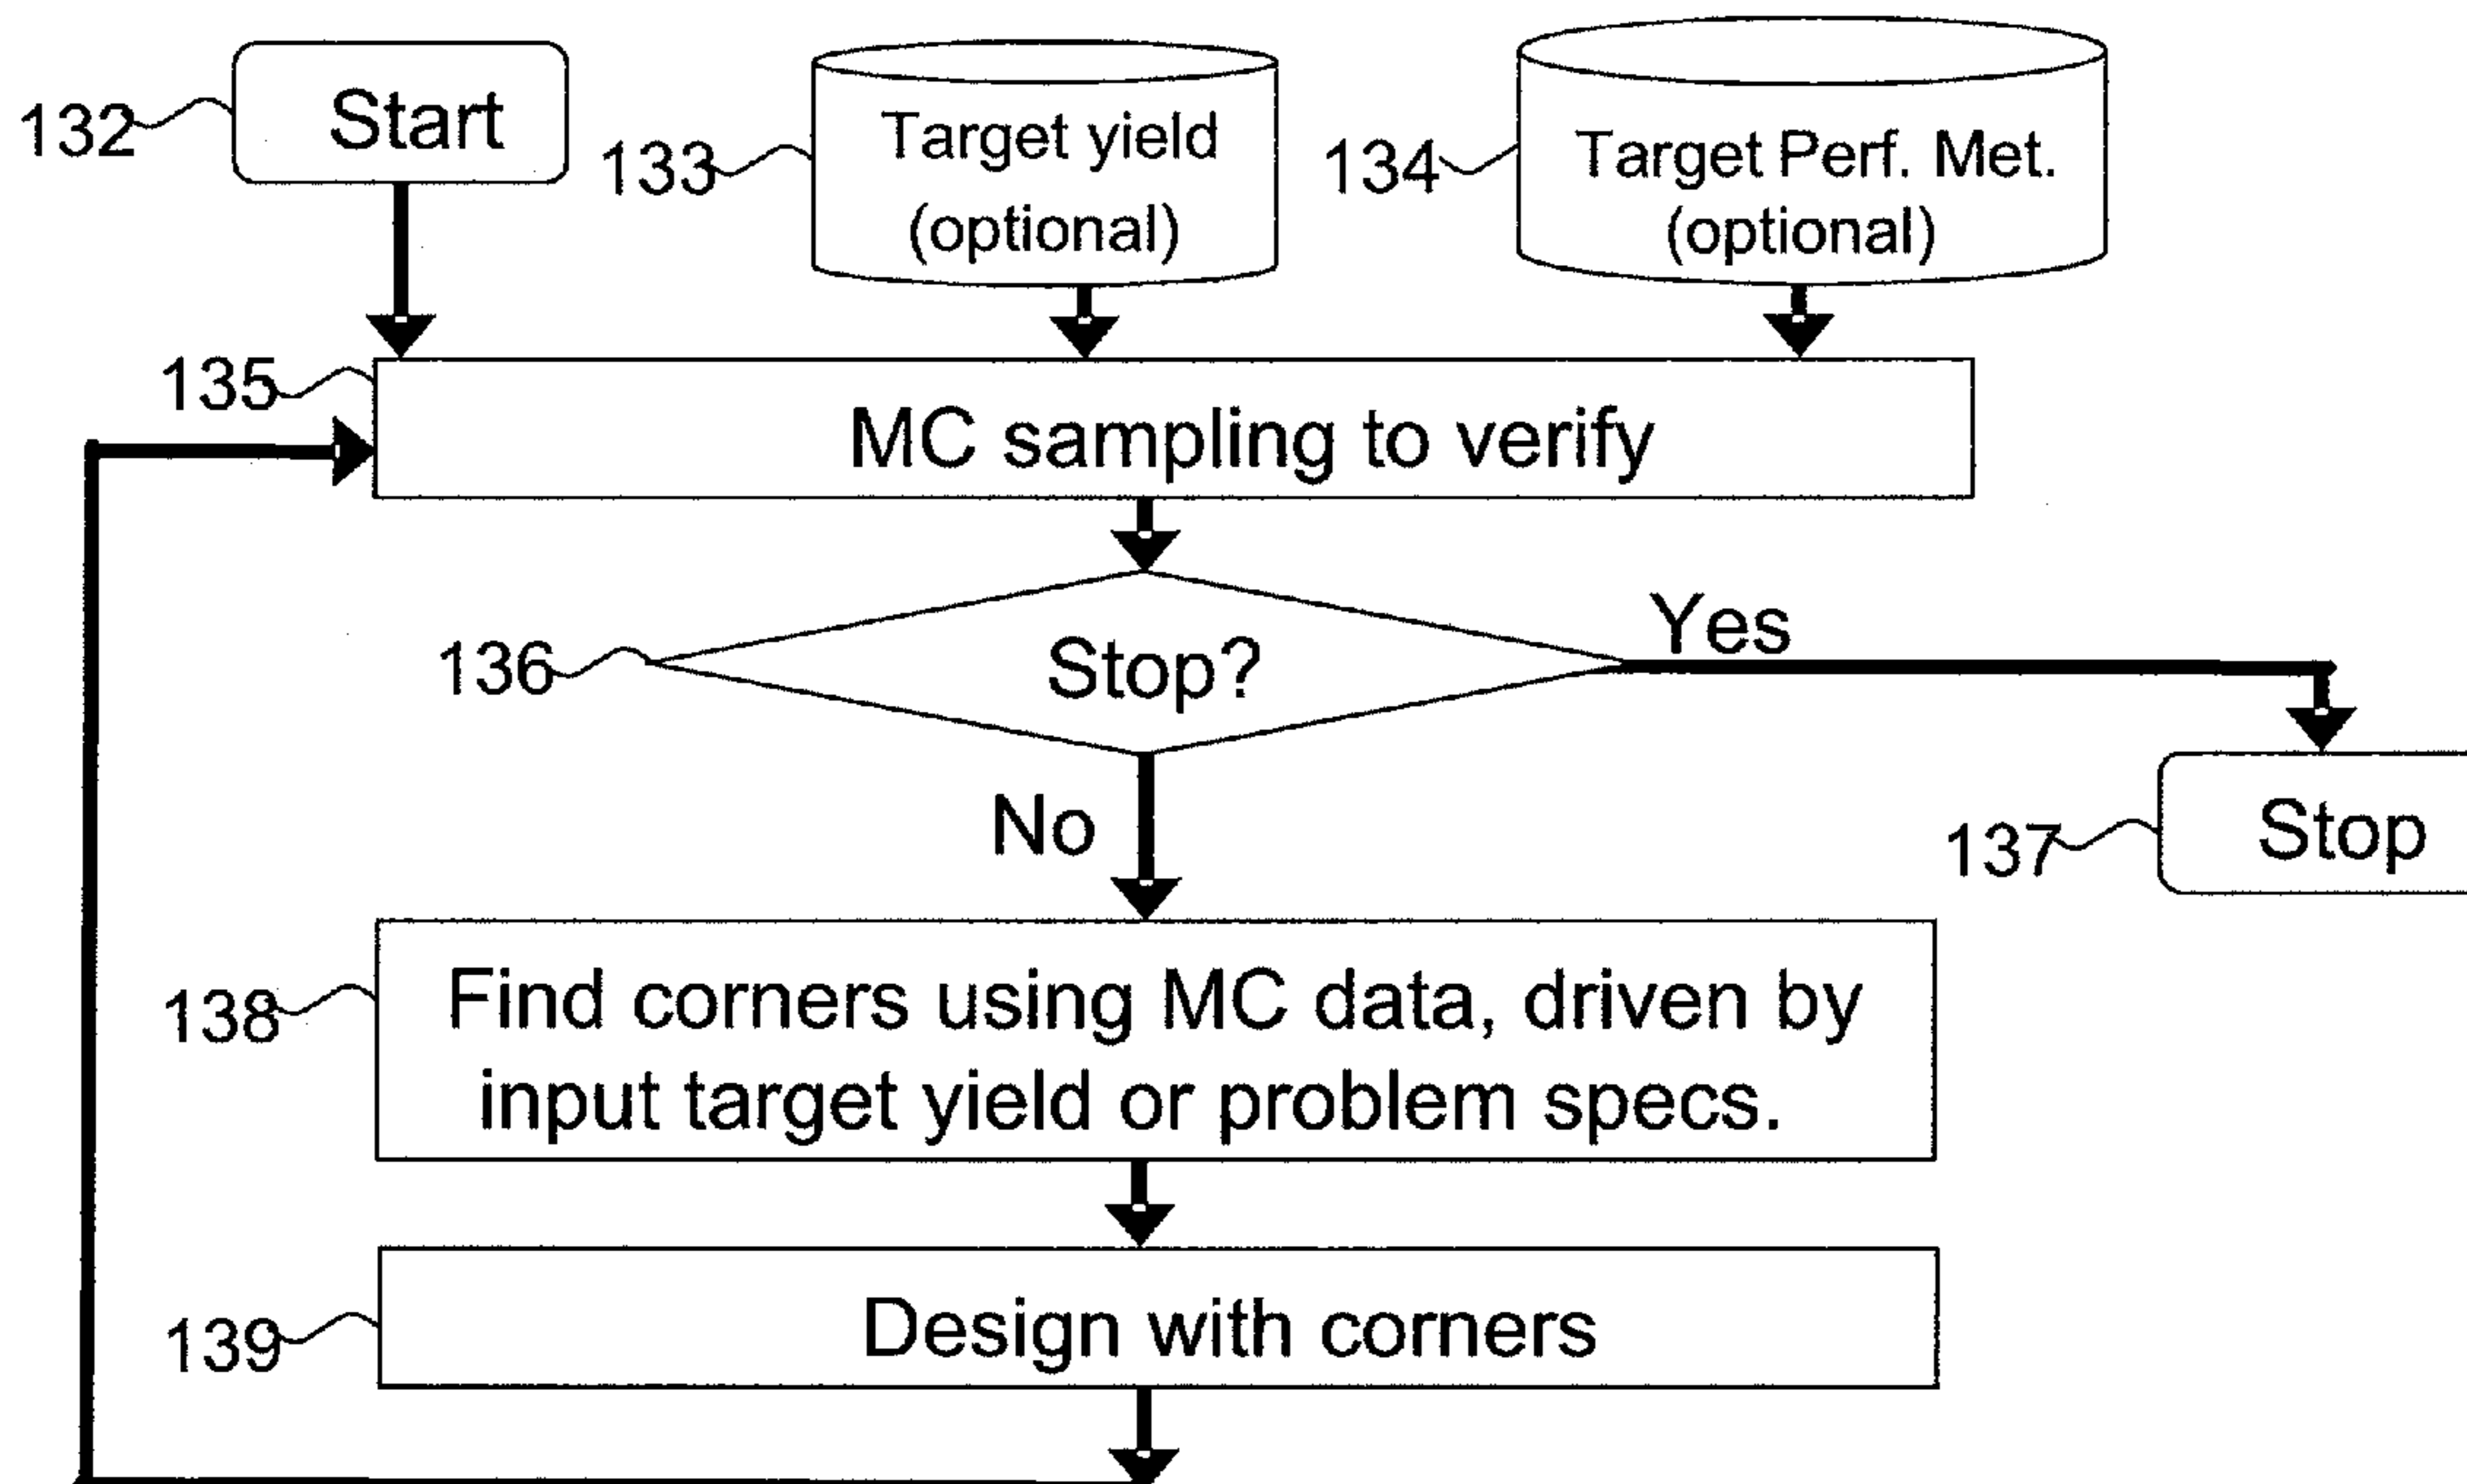 132
Start
133
Target yield
(optional)
134
Target Perf. Met.
(optional)
135
MC sampling to verify
136
Stop?
Yes
No
137
Stop
138
Find corners using MC data, driven by
input target yield or problem specs.
139
Design with corners